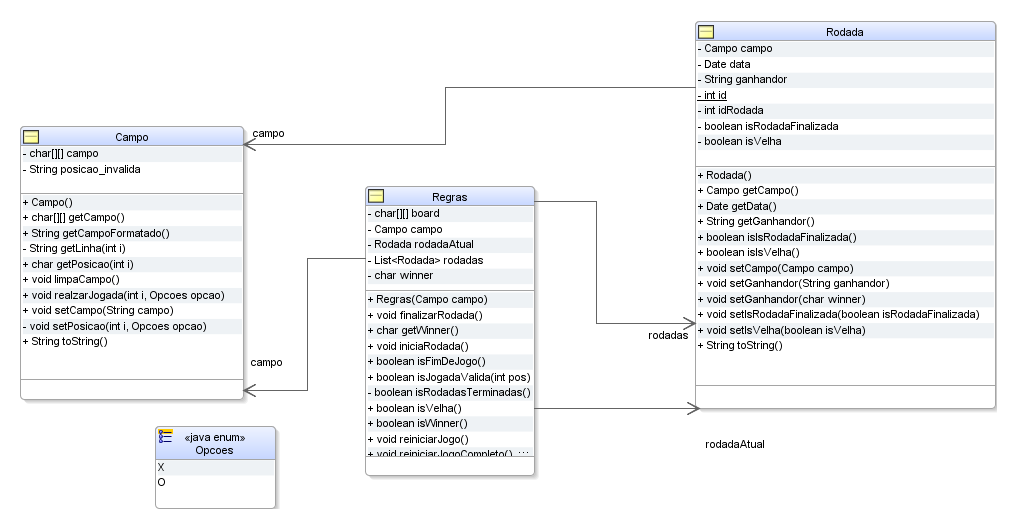 Rodada
- Campo campo
- Date data
- String ganhandor
- int id
- int idRodada
- boolean isRodadaFinalizada
- boolean isVelha
+ Rodada()
+ Campo getCampo()
+ Date getData()
+ String getGanhandor()
+ boolean isIsRodadaFinalizada()
+ boolean isIsVelha()
+ void setCampo(Campo campo)
+ void setGanhandor(String ganhandor)
+ void setGanhandor(char winner)
+ void setIsRodadaFinalizada(boolean isRodadaFinalizada)
+ void setIsVelha(boolean isVelha)
+ String toString()
campo
Campo
- char[][] campo
- String posicao_invalida
+ Campo()
+ char[][] getCampo()
+ String getCampoFormatado()
- String getLinha(int i)
+ char getPosicao(int i)
+ void limpaCampo()
+ void realzarJogada(int i, Opcoes opcao)
+ void setCampo(String campo)
- void setPosicao(int i, Opcoes opcao)
+ String toString()
Regras
- char[][] board
- Campo campo
- Rodada rodadaAtual
- List<Rodada> rodadas
- char winner
+ Regras(Campo campo)
+ void finalizarRodada()
+ char getWinner()
+ void iniciaRodada()
+ boolean isFimDeJogo()
+ boolean isJogadaValida(int pos)
- boolean isRodadasTerminadas()
+ boolean isVelha()
+ boolean isWinner()
+ void reiniciarJogo()
+ void reiniciarJogoCompleto() ...
rodadas
campo
rodadaAtual
«java enum»
Opcoes
X
O